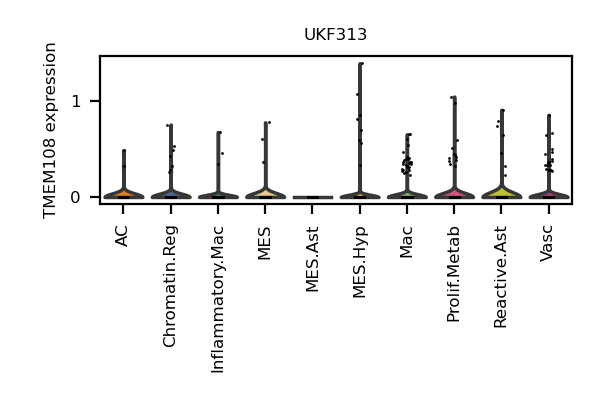 UKF313
TMEM108 expression
1
0
AC
Chromatin.Reg
Inflammatory.Mac
MES
MES.Ast
MES.Hyp
Mac
Prolif.Metab
Reactive.Ast
Vasc